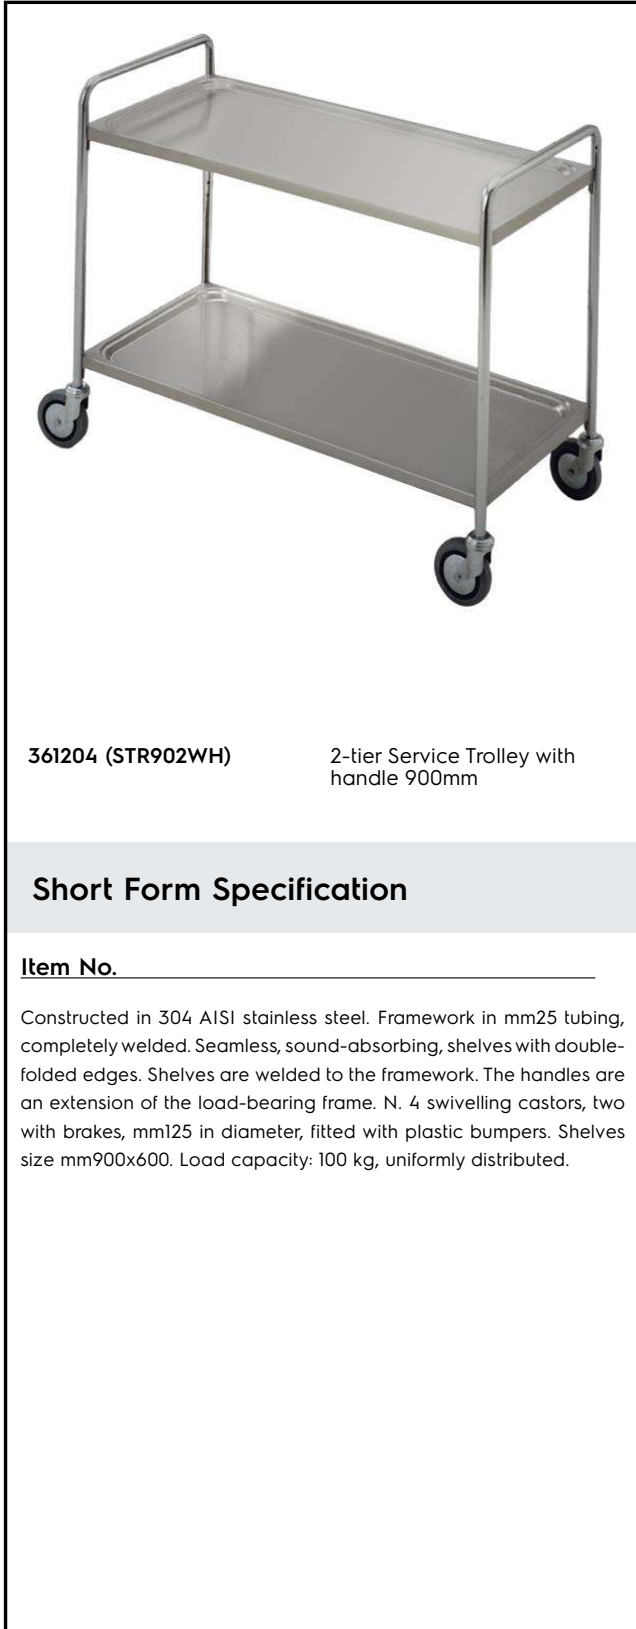 361204 (STR902WH)
2-tier Service Trolley with
handle 900mm
Short Form Specification
Item No.
Constructed in 304 AISI stainless steel. Framework in mm25 tubing,
completely welded. Seamless, sound-absorbing, shelves with double-
folded edges. Shelves are welded to the framework. The handles are
an extension of the load-bearing frame. N. 4 swivelling castors, two
with brakes, mm125 in diameter, fitted with plastic bumpers. Shelves
size mm900x600. Load capacity: 100 kg, uniformly distributed.